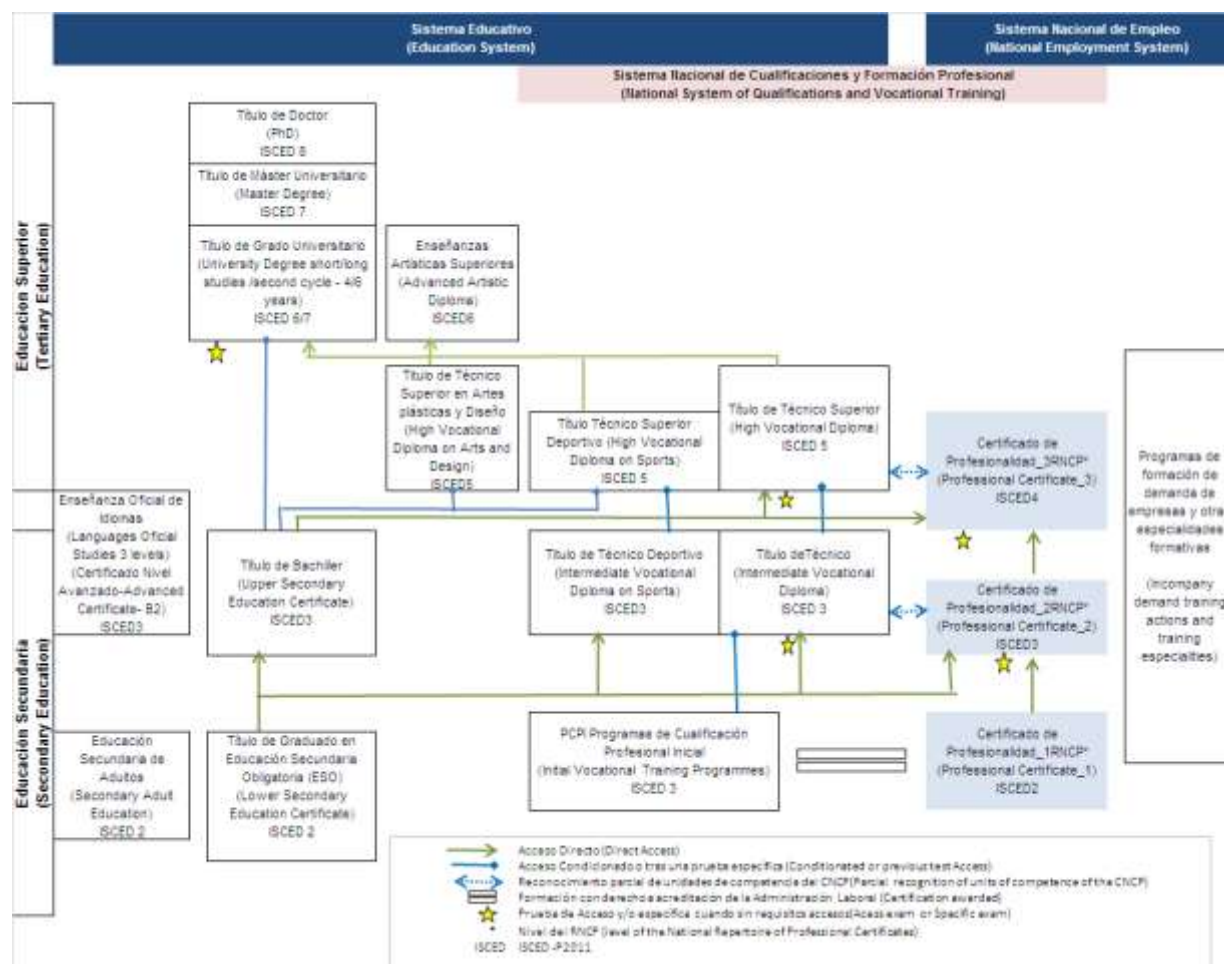 Sistema Educativo
(Education System)
Sistema Nacional de Empleo
(National Employment System)
Sistema Nacional de Cualificaciones y Formación Profesional
(National System of Qualifications and Vocational Training)
Educacion Superior
(Tertiary Education)
Título de Doctor
(PhD)
ISCED 8
Título de Máster Universitario
(Master Degree)
ISCED 7
Título de Grado Universitario
(University Degree short/long
studies /second cycle - 4/6
years)
ISCED 6/7
Enseñanzas
Artísticas Superiores
(Advanced Artistic
Diploma)
ISCED6
Título de Técnico
Superior en Artes
plásticas y Diseño
(High Vocational
Diploma on Arts and
Design)
ISCED5
Título Técnico Superior
Deportivo (High Vocational
Diploma on Sports)
ISCED 5
Título de Técnico Superior
(High Vocational Diploma)
ISCED 5
Certificado de
Profesionalidad_3RNCP*
(Professional Certificate_3)
ISCED4
Programas de
formación de
demanda de
empresas y otra
especialidades
formativas
(Incompany
demand training
actions and
training
especialities)
Educación Secundaria
(Secondary Education)
Enseñanza Oficial de
Idiomas
(Languages Oficial
Studies 3 levels)
(Certificado Nivel
Avanzado-Advanced
Certificate- B2)
ISCED3
Título de Bachiller
(Upper Secondary
Education Certificate)
ISCED3
Título de Técnico Deportivo
(Intermediate Vocational
Diploma on Sports)
ISCED3
Título deTécnico
(Intermediate Vocational
Diploma)
ISCED 3
Certificado de
Profesionalidad_2RNCP*
(Professional Certificate_2)
ISCED3
Educación
Secundaria de
Adultos
(Secondary Adult
Education)
ISCED 2
Título de Graduado en
Educación Secundaria
Obligatoria (ESO)
(Lower Secondary
Education Certificate)
ISCED 2
PCPI Programas de Cualificación
Profesional Inicial
(Initial Vocational Training Programmes)
ISCED 3
Certificado de
Profesionalidad_1RNCP*
(Professional Certificate_1)
ISCED2
Acceso Directo (Direct Access)
Acceso Condicionado o tras una prueba específica (Conditionated or previous test Access)
Reconocimiento parcial de unidades de competencia del CNCP(Parcial recognition of units of competence of the CNCP)
Formación con derecho a acreditación de la Administración Laboral (Certification awarded)
Prueba de Acceso y/o específica cuando sin requisitos accesos(Acess exam or Specific exam)
* Nivel del RNCP (level of the National Repertoire of Professional Certificates)
ISCED ISCED -P2011